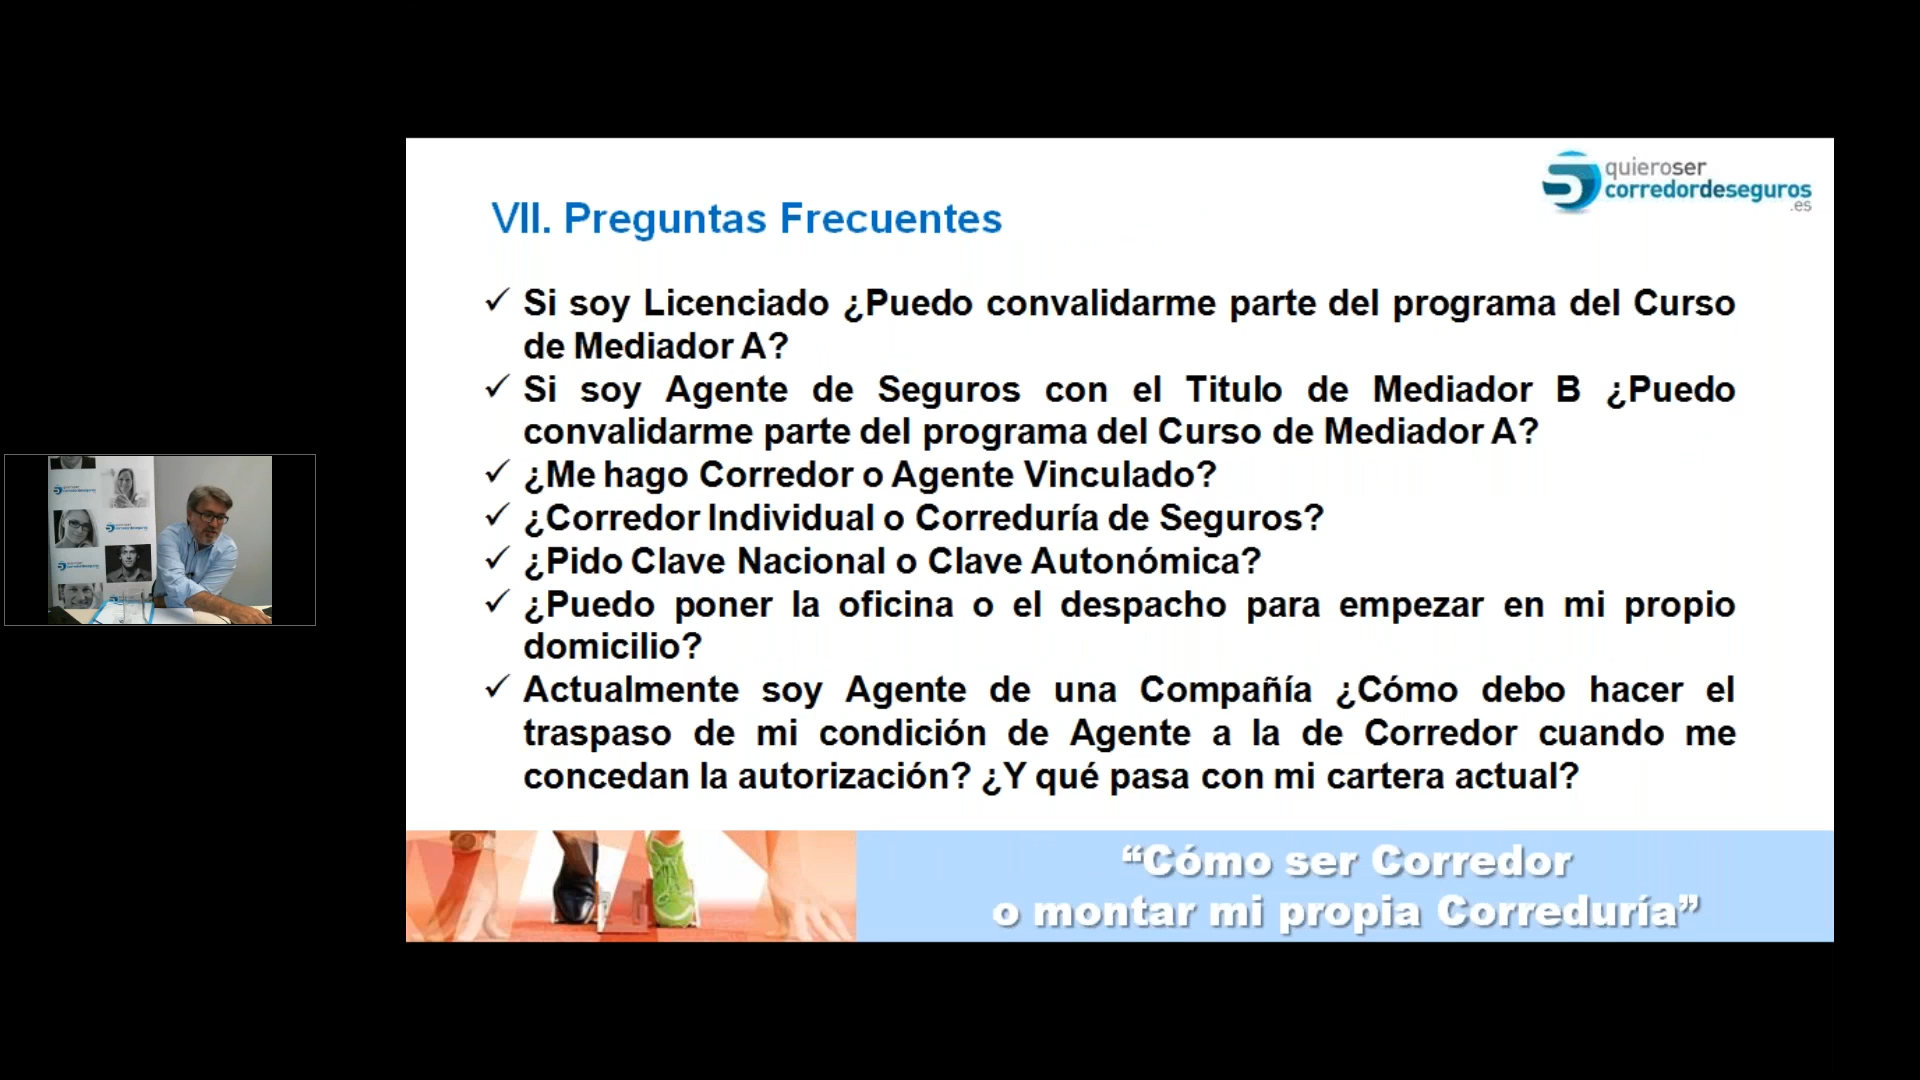 quieroser
corredordeseguros
.es
VII. Preguntas Frecuentes
✓ Si soy Licenciado ¿Puedo convalidarme parte del programa del Curso
de Mediador A?
✓ Si soy Agente de Seguros con el Titulo de Mediador B ¿Puedo
convalidarme parte del programa del Curso de Mediador A?
✓ ¿Me hago Corredor o Agente Vinculado?
✓ ¿Corredor Individual o Correduría de Seguros?
✓ ¿Pido Clave Nacional o Clave Autonómica?
✓ ¿Puedo poner la oficina o el despacho para empezar en mi propio
domicilio?
✓ Actualmente soy Agente de una Compañía ¿Cómo debo hacer el
traspaso de mi condición de Agente a la de Corredor cuando me
concedan la autorización? ¿Y qué pasa con mi cartera actual?
“Cómo ser Corredor
o montar mi propia Correduría”